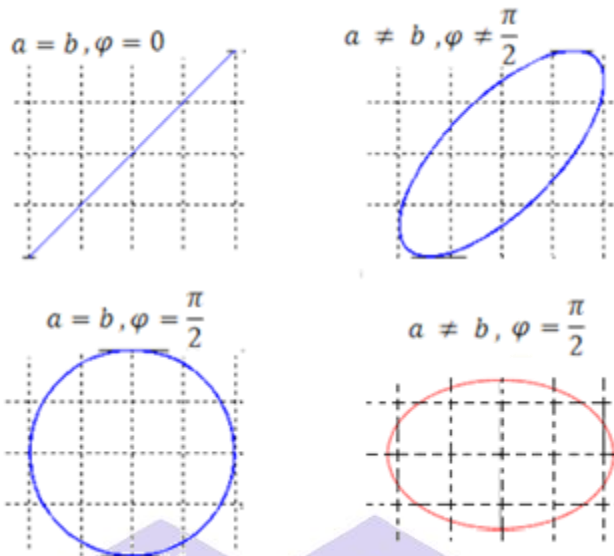 a = b , φ = 0
a ≠ b , φ ≠ π/2
a = b , φ = π/2
a ≠ b , φ = π/2